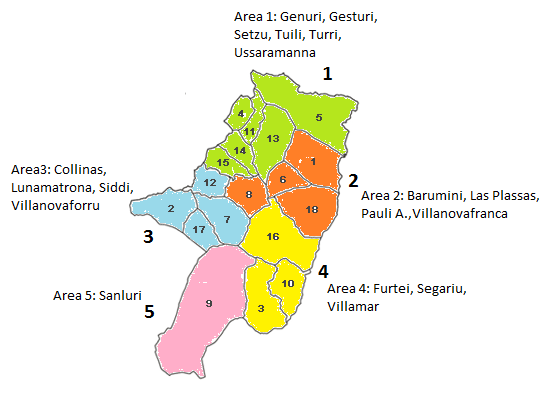 Area 1: Genuri, Gesturi,
Setzu, Tuili, Turri,
Ussaramanna
1
4
5
11
13
14
15
1
Area3: Collinas,
Lunamatrona, Siddi,
Villanovaforru
12
6
8
2
Area 2: Barumini, Las Plassas,
Pauli A.,Villanovafranca
2
18
7
17
3
16
4
Area 4: Furtei, Segariu,
Villamar
10
Area 5: Sanluri
5
9
3